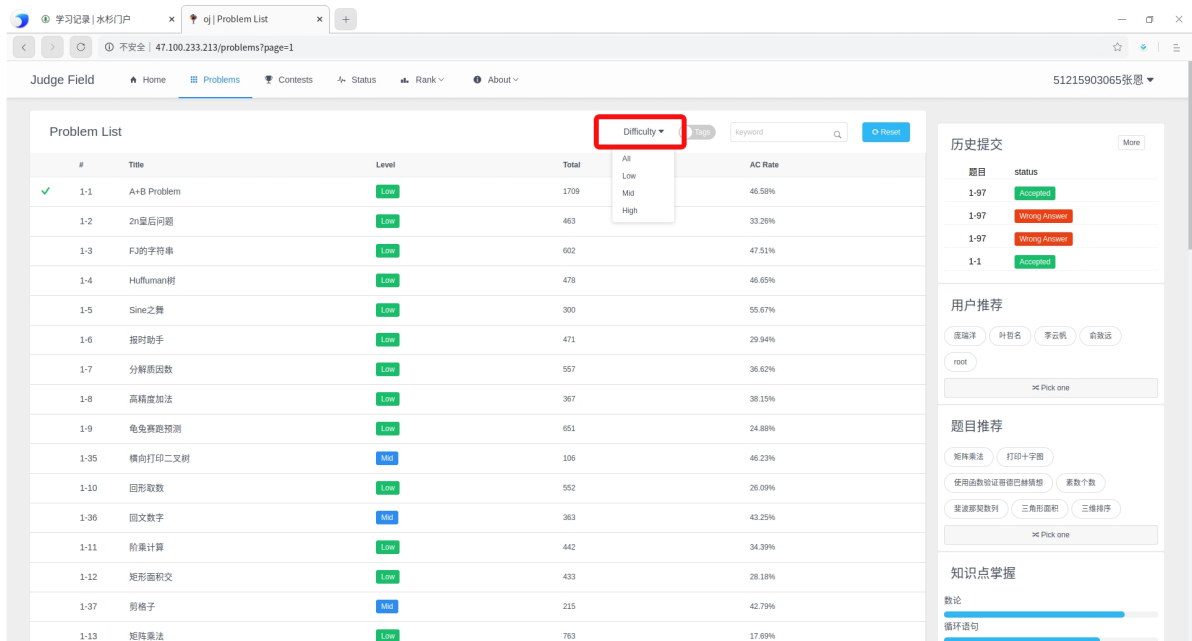 学习记录 | 水杉门户
oj | Problem List
不安全 47.100.233.213/problems?page=1
Judge Field Home Problems Contests Status Rank About 51215903065张恩
Problem List Difficulty Tags keyword Reset
All
Low
Mid
High
# Title Level Total AC Rate
1-1 A+B Problem Low 1709 46.58%
1-2 2n皇后问题 Low 463 33.26%
1-3 FJ的字符串 Low 602 47.51%
1-4 Huffuman树 Low 478 46.65%
1-5 Sine之舞 Low 300 55.67%
1-6 报时助手 Low 471 29.94%
1-7 分解质因数 Low 557 36.62%
1-8 高精度加法 Low 367 38.15%
1-9 龟兔赛跑预测 Low 651 24.88%
1-35 横向打印二叉树 Mid 106 46.23%
1-10 回形取数 Low 552 26.09%
1-36 回文数字 Mid 363 43.25%
1-11 阶乘计算 Low 442 34.39%
1-12 矩形面积交 Low 433 28.18%
1-37 剪格子 Mid 215 42.79%
1-13 矩阵乘法 Low 763 17.69%
历史提交 More
题目 status
1-97 Accepted
1-97 Wrong Answer
1-97 Wrong Answer
1-1 Accepted
用户推荐
庞瑞洋 叶哲名 李云帆 俞致远
root
Pick one
题目推荐
矩阵乘法 打印十字图
使用函数验证哥德巴赫猜想 素数个数
斐波那契数列 三角形面积 三维排序
Pick one
知识点掌握
数论
循环语句